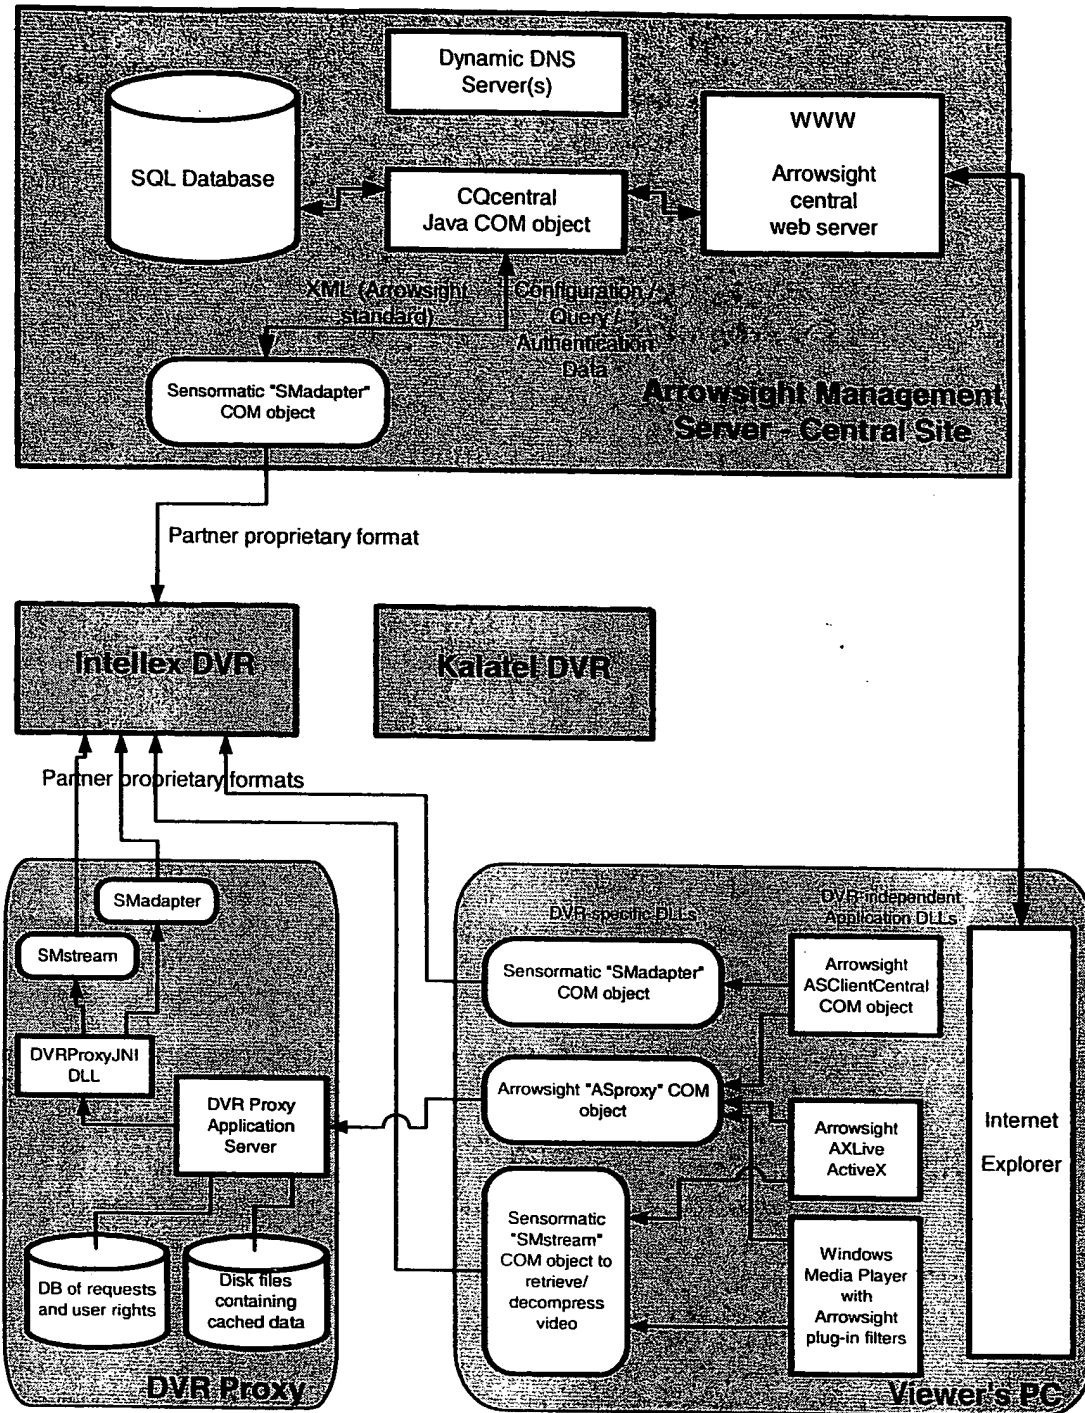 Dynamic DNS
Server(s)
SQL Database
CQcentral
Java COM object
WWW
Arrowsight
central
web server
XML (Arrowsight
standard)
Configuration /
Query /
Authentication
Data
Sensormatic "SMadapter"
COM object
Arrowsight Management
Server - Central Site
Partner proprietary format
Intellex DVR
Kalatel DVR
Partner proprietary formats
SMadapter
SMstream
DVRProxyJNI
DLL
DVR Proxy
Application
Server
DB of requests
and user rights
Disk files
containing
cached data
DVR Proxy
DVR-specific DLLs
DVR-independent
Application DLLs
Sensormatic "SMadapter"
COM object
Arrowsight
ASClientCentral
COM object
Arrowsight "ASproxy" COM
object
Arrowsight
AXLive
ActiveX
Sensormatic
"SMstream"
COM object to
retrieve/
decompress
video
Windows
Media Player
with
Arrowsight
plug-in filters
Internet
Explorer
Viewer's PC